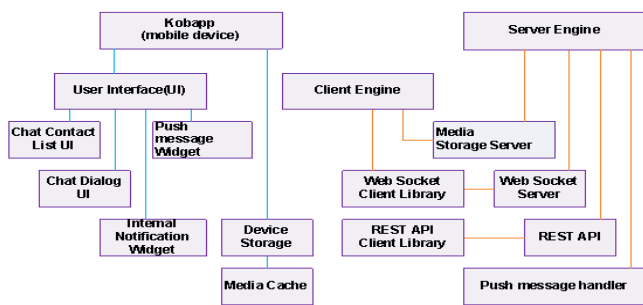 Kobapp
(mobile device)
Server Engine
User Interface(UI)
Client Engine
Chat Contact
List UI
Push
message
Widget
Media
Storage Server
Chat Dialog
UI
Web Socket
Client Library
Web Socket
Server
Internal
Notification
Widget
Device
Storage
REST API
Client Library
REST API
Media Cache
Push message handler